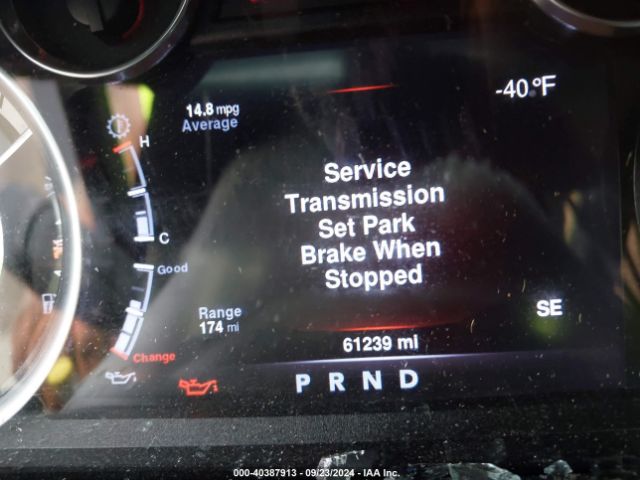 -40°F
14.8 mpg
Average
H
C
Service
Transmission
Set Park
Brake When
Stopped
Good
Range
174 mi
Change
SE
61239 mi
P R N D
000-40387913 - 09/23/2024 - IAA Inc.